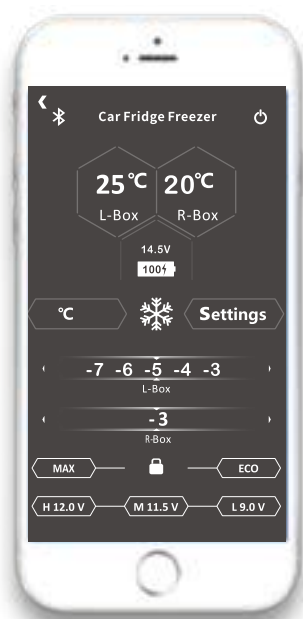 Car Fridge Freezer
25℃ 20℃
L-Box R-Box
14.5V
100
℃ Settings
-7 -6 -5 -4 -3
L-Box
-3
R-Box
MAX ECO
H 12.0 V M 11.5 V L 9.0 V